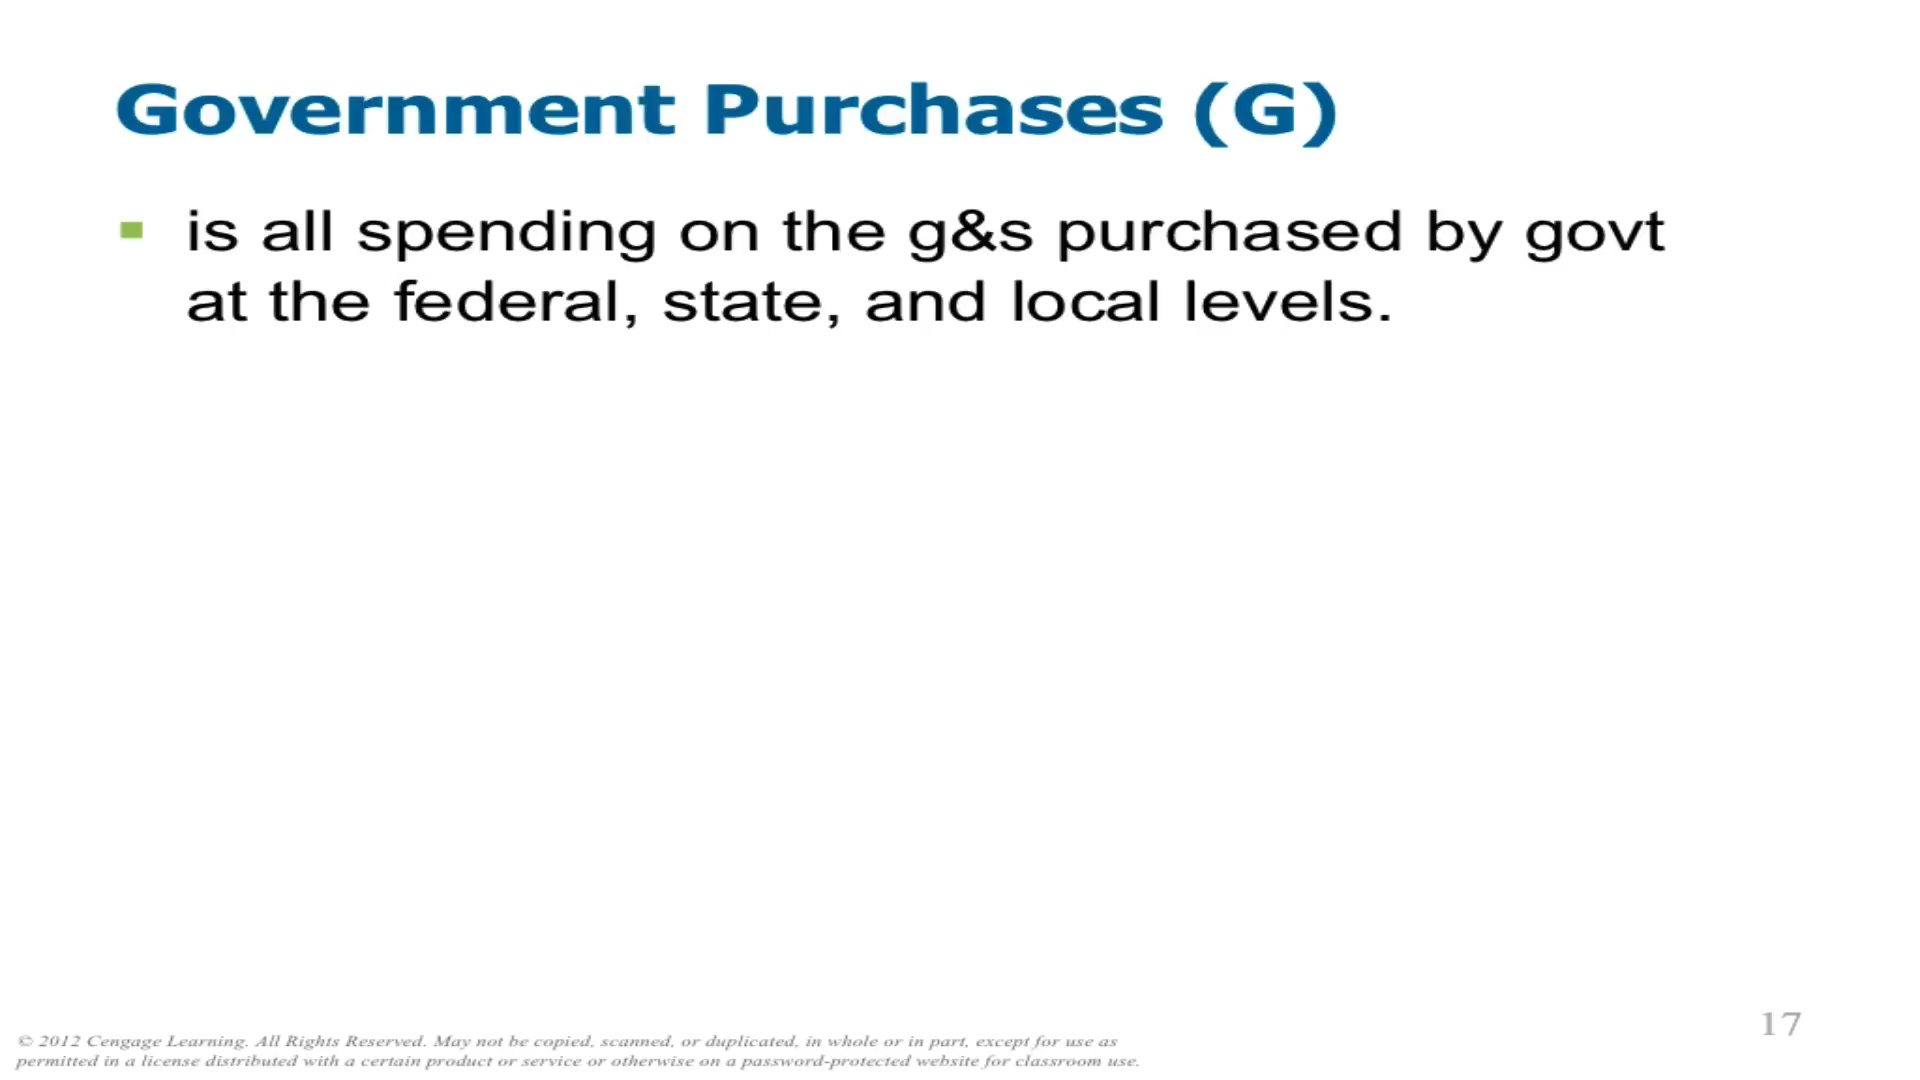 Government Purchases (G)
is all spending on the g&s purchased by govt
at the federal, state, and local levels.
17
© 2012 Cengage Learning. All Rights Reserved. May not be copied, scanned, or duplicated, in whole or in part, except for use as
permitted in a license distributed with a certain product or service or otherwise on a password-protected website for classroom use.